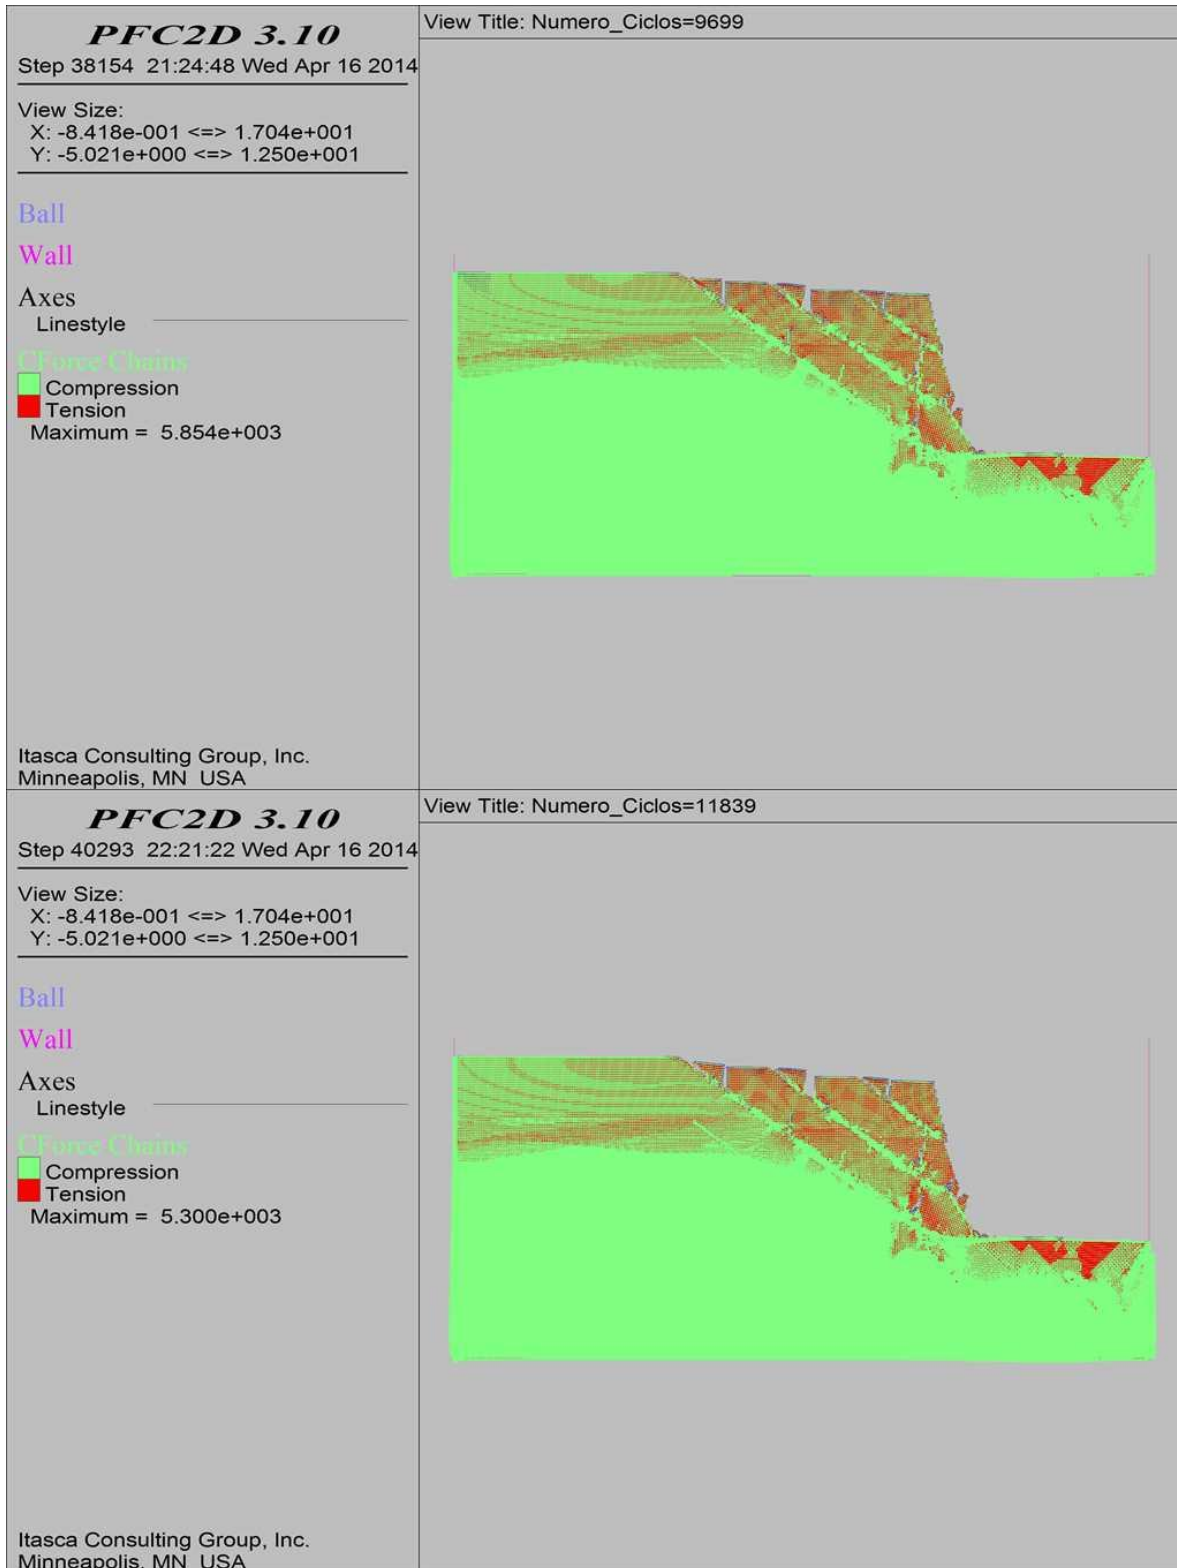 PFC2D 3.10
Step 38154 21:24:48 Wed Apr 16 2014
View Size:
X: -8.418e-001 <=> 1.704e+001
Y: -5.021e+000 <=> 1.250e+001
Ball
Wall
Axes
Linestyle
CForce Chains
Compression
Tension
Maximum = 5.854e+003
Itasca Consulting Group, Inc.
Minneapolis, MN USA
View Title: Numero_Ciclos=9699
PFC2D 3.10
Step 40293 22:21:22 Wed Apr 16 2014
View Size:
X: -8.418e-001 <=> 1.704e+001
Y: -5.021e+000 <=> 1.250e+001
Ball
Wall
Axes
Linestyle
CForce Chains
Compression
Tension
Maximum = 5.300e+003
Itasca Consulting Group, Inc.
Minneapolis, MN USA
View Title: Numero_Ciclos=11839